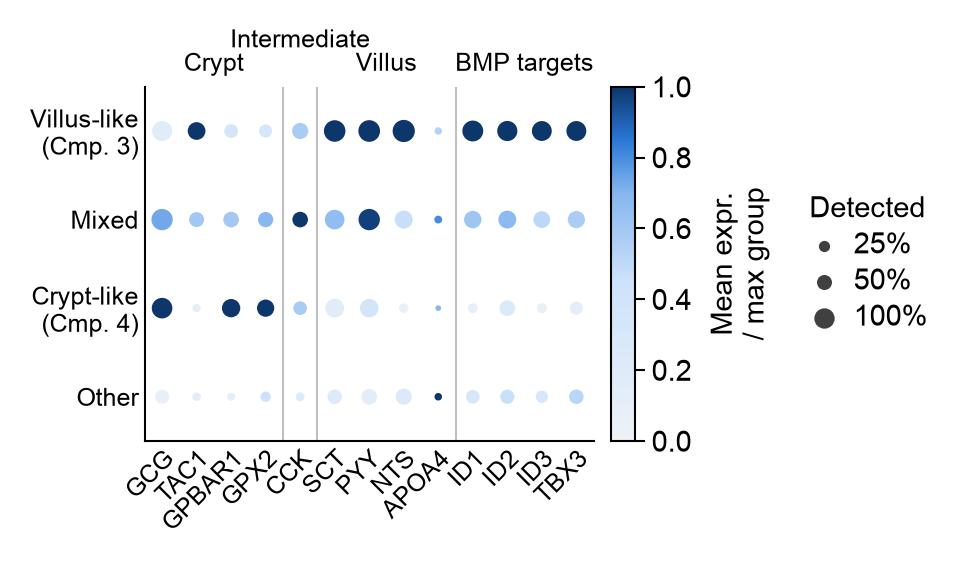 Intermediate
Crypt
Villus
BMP targets
Villus-like
(Cmp. 3)
Mixed
Crypt-like
(Cmp. 4)
Other
GCG
TAC1
GPBAR1
GPX2
CCK
SCT
PYY
NTS
APOA4
ID1
ID2
ID3
TBX3
1.0
0.8
0.6
0.4
0.2
0.0
Mean expr.
/ max group
Detected
25%
50%
100%